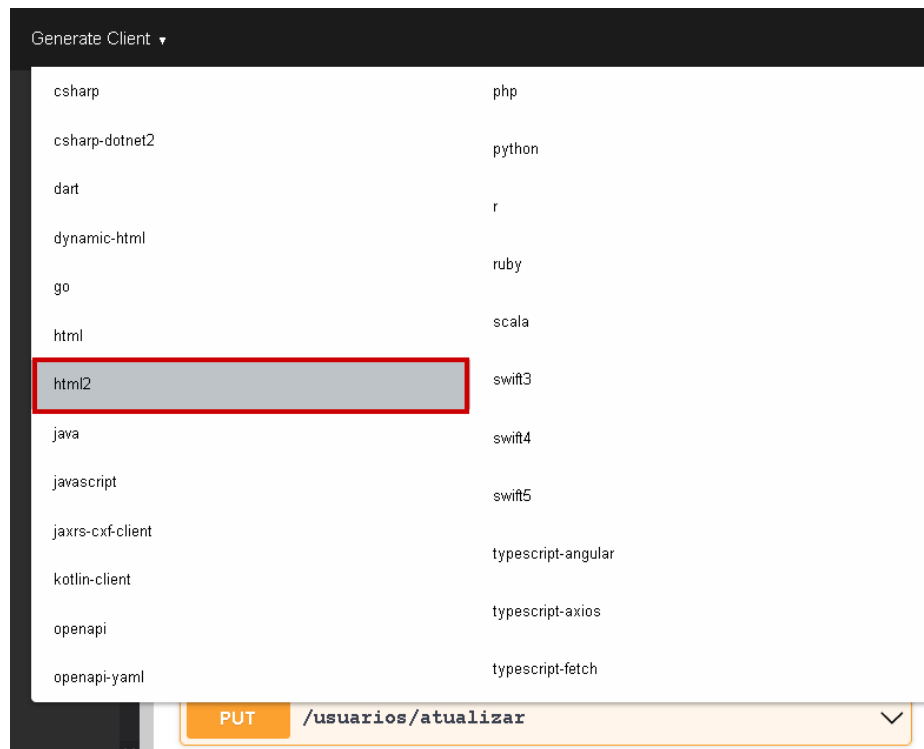 Generate Client ▾
csharp
csharp-dotnet2
dart
dynamic-html
go
html
html2
java
javascript
jaxrs-cxf-client
kotlin-client
openapi
openapi-yaml
php
python
r
ruby
scala
swift3
swift4
swift5
typescript-angular
typescript-axios
typescript-fetch
PUT /usuarios/atualizar